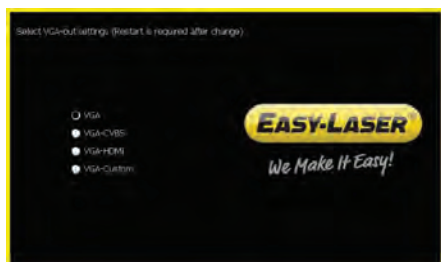 Select VGA-out settings (Restart is required after change)
VGA
VGA-CVBS
VGA-HDMI
VGA-Custom
EASY-LASER®
We Make It Easy!